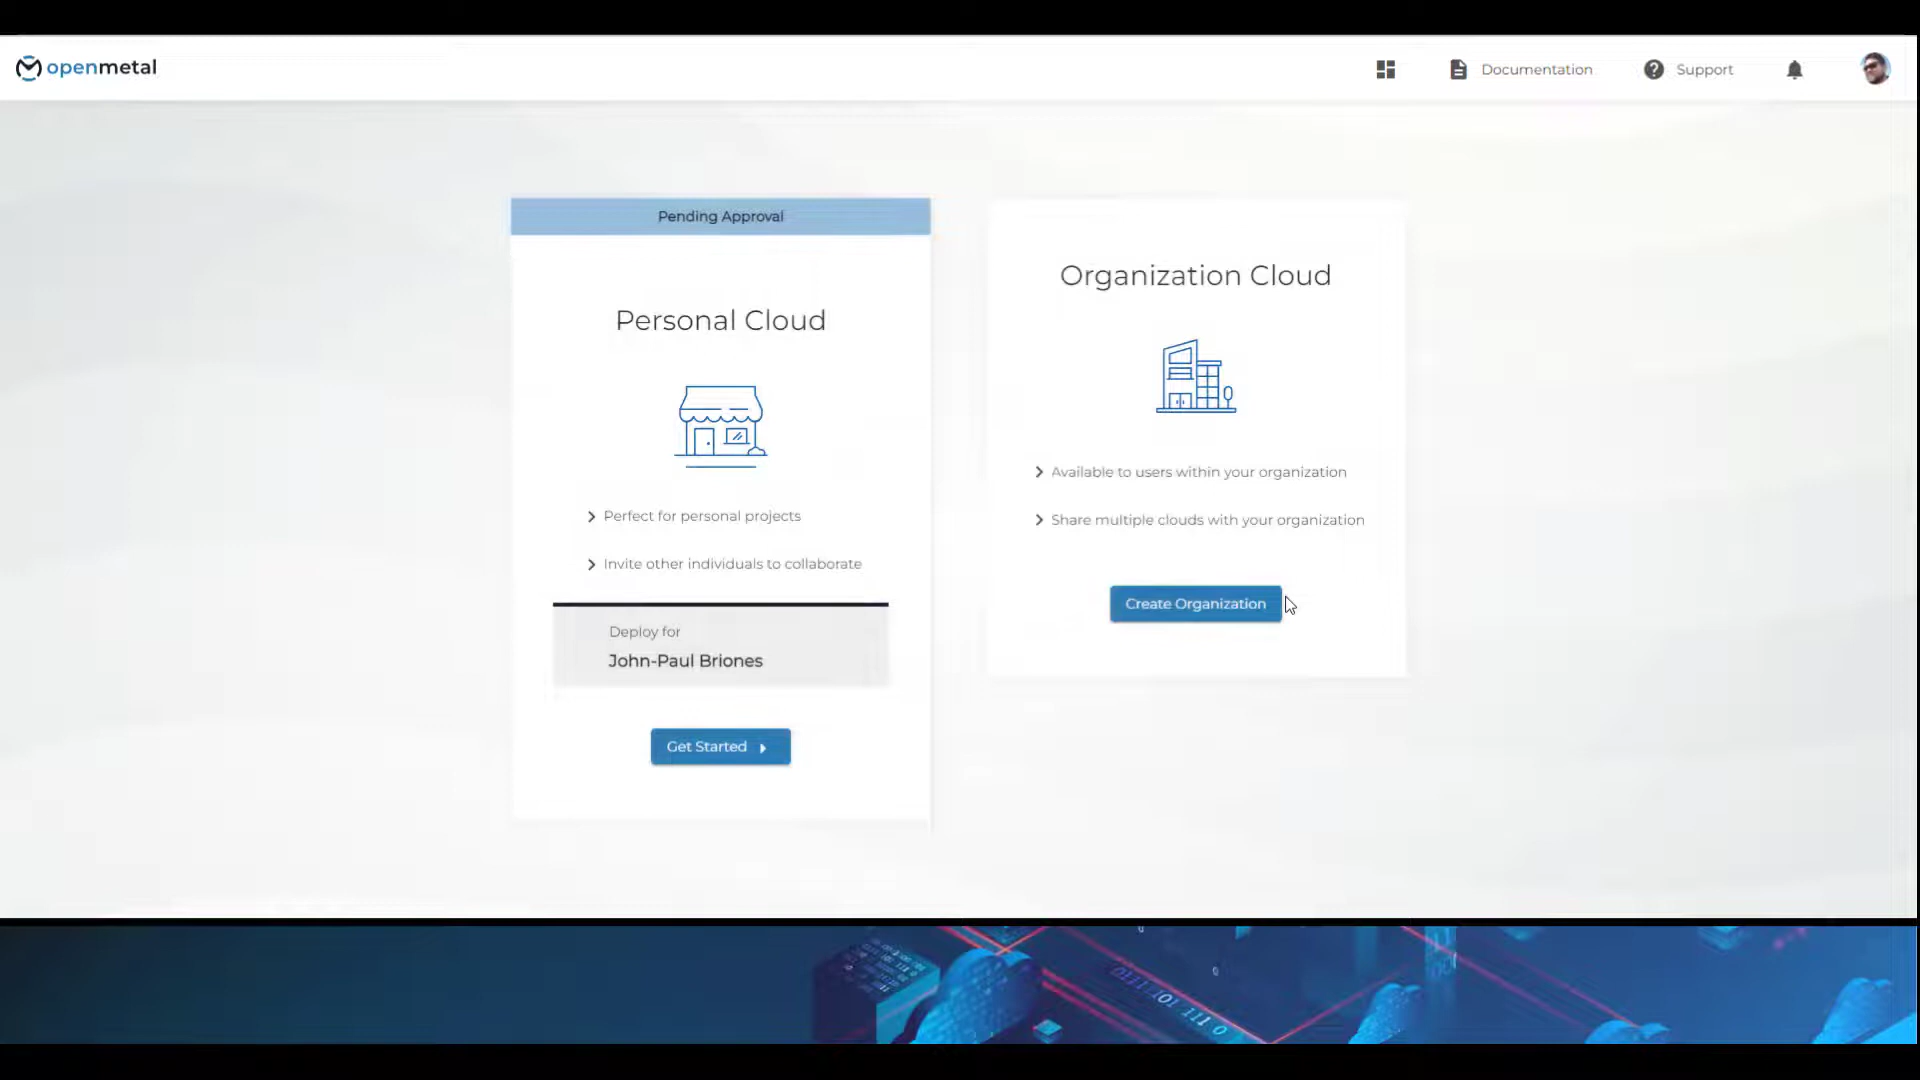 openmetal
Documentation
Support
Pending Approval
Personal Cloud
Perfect for personal projects
Invite other individuals to collaborate
Deploy for
John-Paul Briones
Get Started
Organization Cloud
Available to users within your organization
Share multiple clouds with your organization
Create Organization